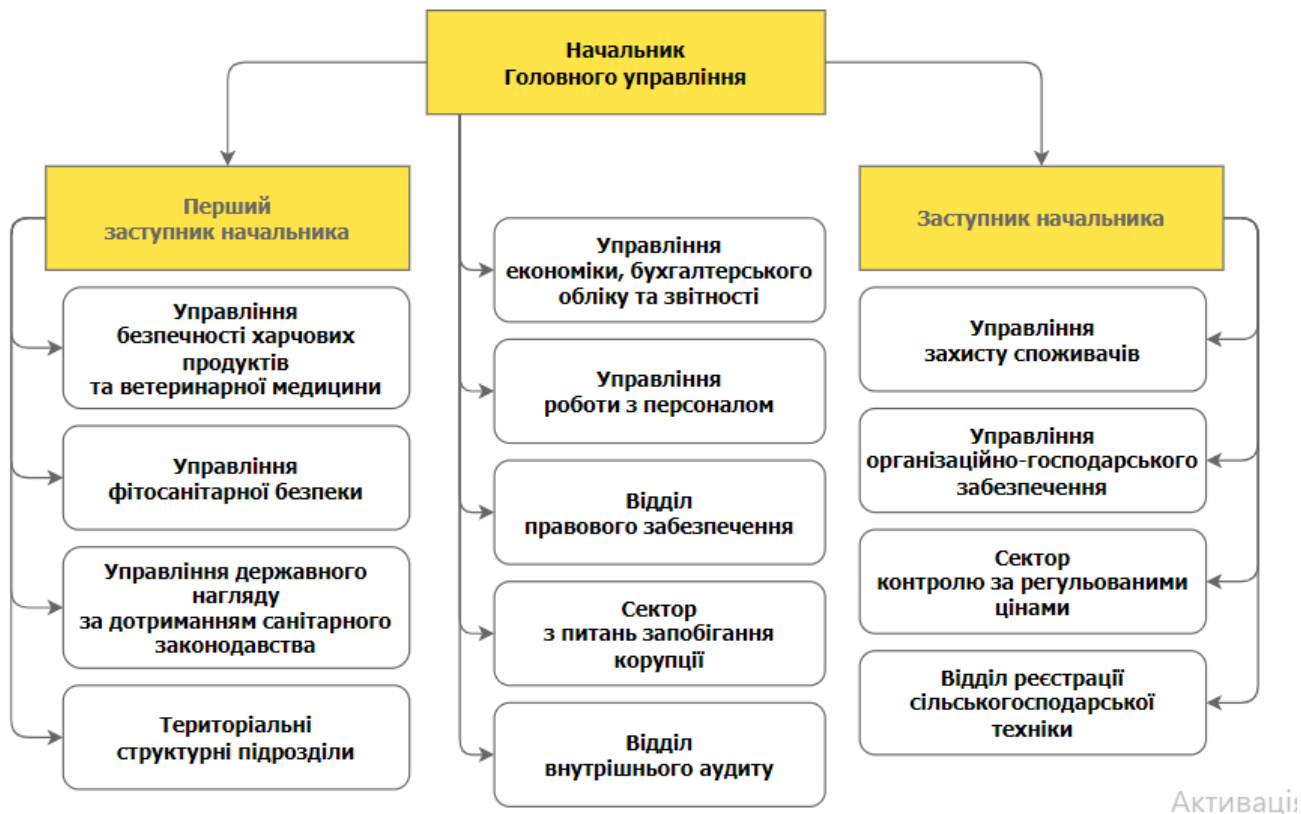 Начальник
Головного управління
Перший
заступник начальника
Управління
безпечності харчових
продуктів
та ветеринарної медицини
Управління
фітосанітарної безпеки
Управління державного
нагляду
за дотриманням санітарного
законодавства
Територіальні
структурні підрозділи
Управління
економіки, бухгалтерського
обліку та звітності
Управління
роботи з персоналом
Відділ
правового забезпечення
Сектор
з питань запобігання
корупції
Відділ
внутрішнього аудиту
Заступник начальника
Управління
захисту споживачів
Управління
організаційно-господарського
забезпечення
Сектор
контролю за регульованими
цінами
Відділ реєстрації
сільськогосподарської
техніки
Активація